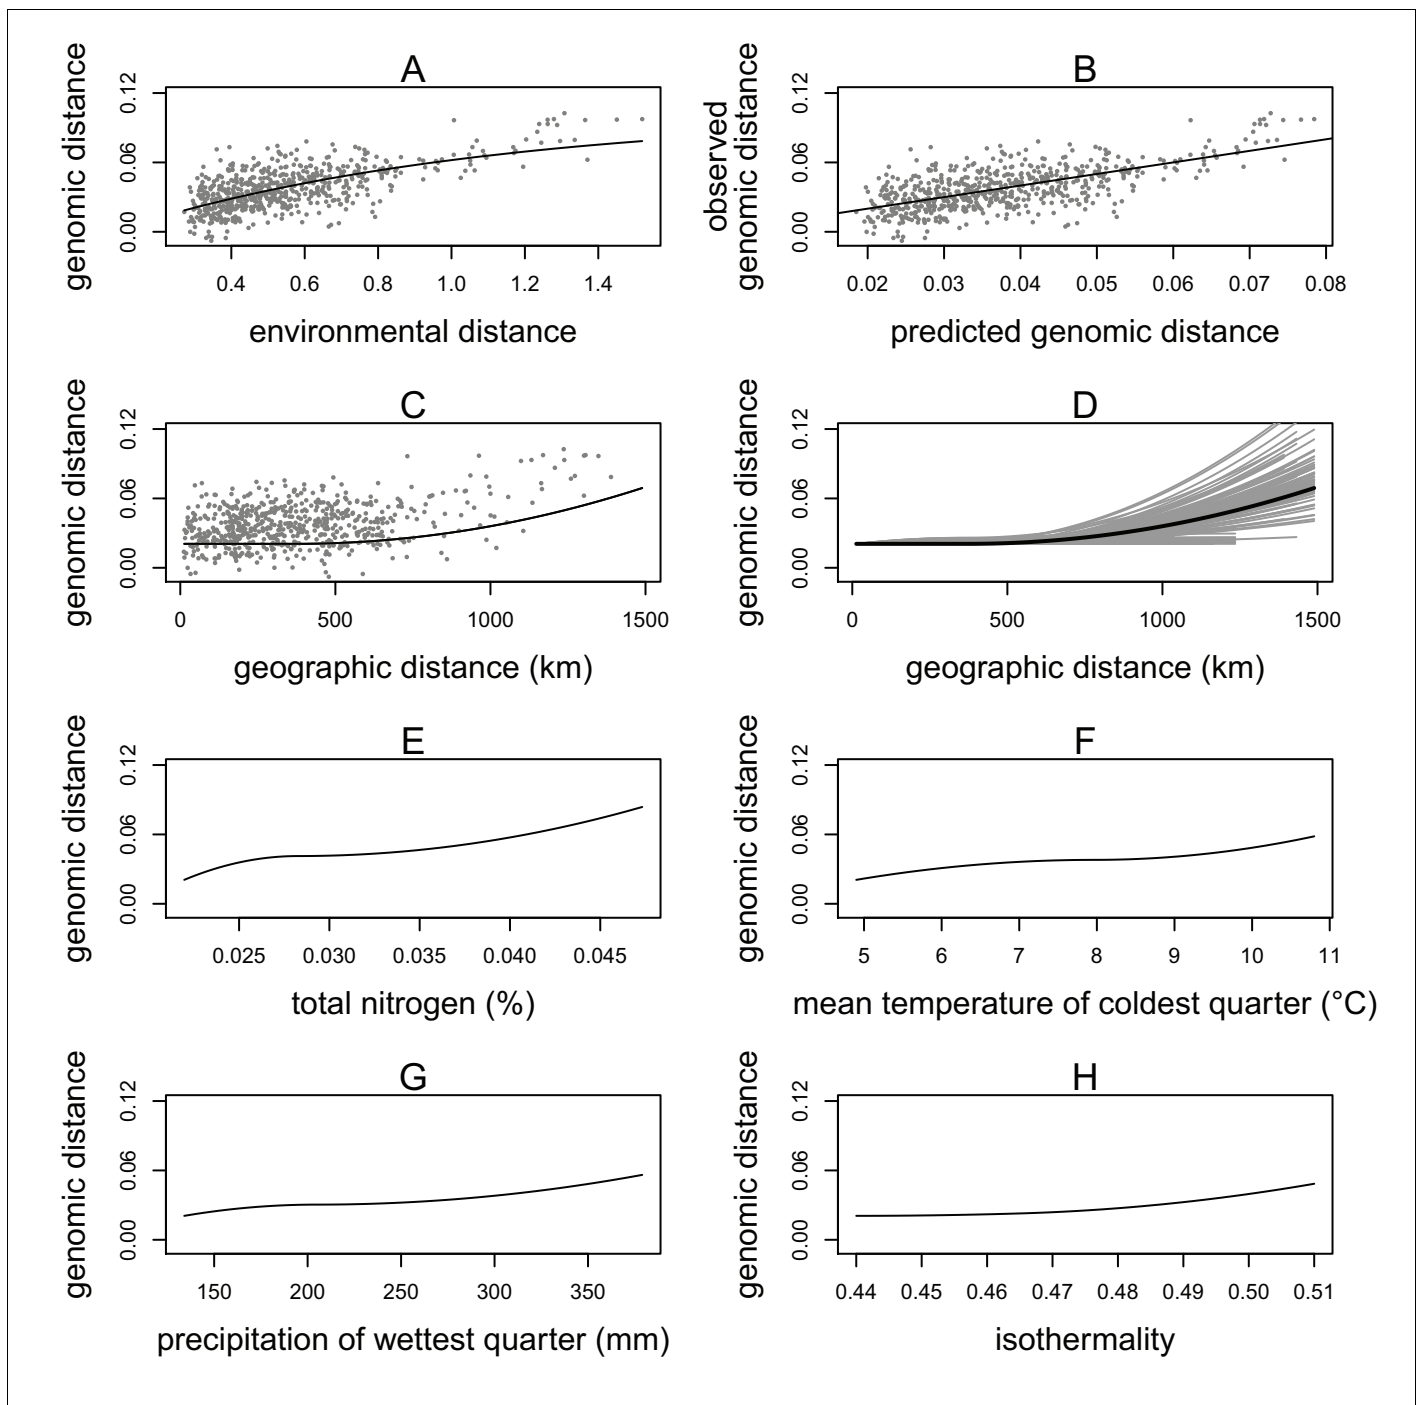 A
genomic distance
0.00 0.06 0.12
0.4 0.6 0.8 1.0 1.2 1.4
environmental distance
B
observed
genomic distance
0.00 0.06 0.12
0.02 0.03 0.04 0.05 0.06 0.07 0.08
predicted genomic distance
C
genomic distance
0.00 0.06 0.12
0 500 1000 1500
geographic distance (km)
D
genomic distance
0.00 0.06 0.12
0 500 1000 1500
geographic distance (km)
E
genomic distance
0.00 0.06 0.12
0.025 0.030 0.035 0.040 0.045
total nitrogen (%)
F
genomic distance
0.00 0.06 0.12
5 6 7 8 9 10 11
mean temperature of coldest quarter (°C)
G
genomic distance
0.00 0.06 0.12
150 200 250 300 350
precipitation of wettest quarter (mm)
H
genomic distance
0.00 0.06 0.12
0.44 0.45 0.46 0.47 0.48 0.49 0.50 0.51
isothermality